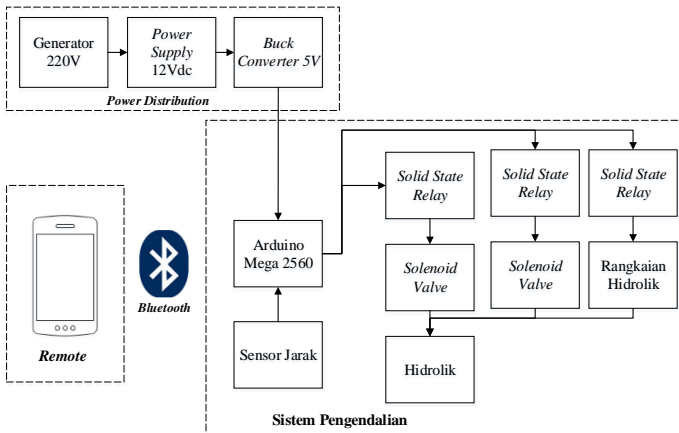 Generator
220V
Power
Supply
12Vdc
Buck
Converter 5V
Power Distribution
Solid State
Relay
Solid State
Relay
Solid State
Relay
Arduino
Mega 2560
Solenoid
Valve
Solenoid
Valve
Rangkaian
Hidrolik
Bluetooth
Remote
Sensor Jarak
Hidrolik
Sistem Pengendalian